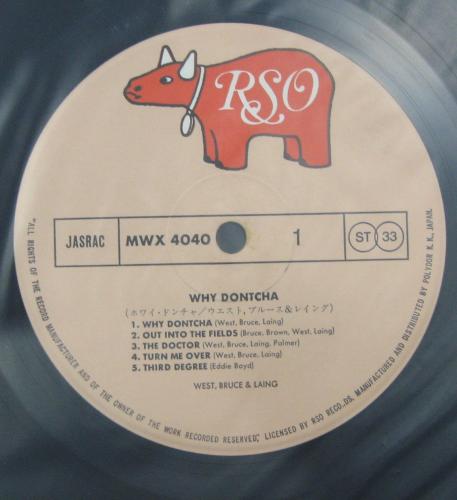 RSO
JASRAC
MWX 4040
1
ST 33
WHY DONTCHA
(ホワイ・ドンチャ/ウエスト,ブルース&レイング)
1. WHY DONTCHA (West, Bruce, Laing)
2. OUT INTO THE FIELDS (Bruce, Brown, West, Laing)
3. THE DOCTOR (West, Bruce, Laing, Palmer)
4. TURN ME OVER (West, Bruce, Laing)
5. THIRD DEGREE (Eddie Boyd)
WEST, BRUCE & LAING
"ALL RIGHTS OF THE RECORD MANUFACTURER AND OF THE OWNER OF THE WORK RECORDED RESERVED", LICENSED BY RSO RECORDS, MANUFACTURED AND DISTRIBUTED BY POLYDOR K. K., JAPAN.